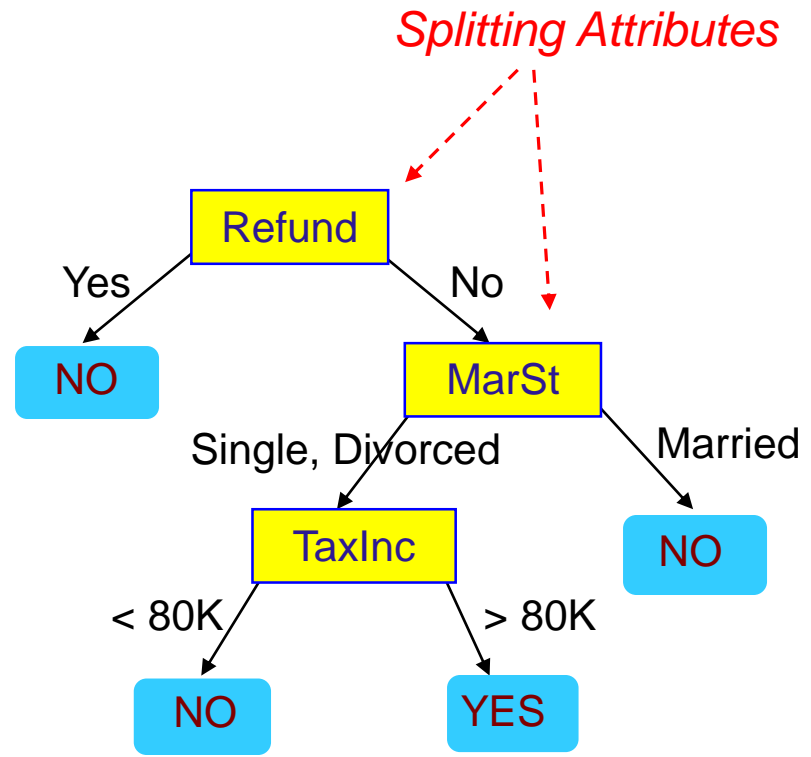 Splitting Attributes
Refund
Yes
No
NO
MarSt
Single, Divorced
Married
TaxInc
NO
< 80K
> 80K
NO
YES